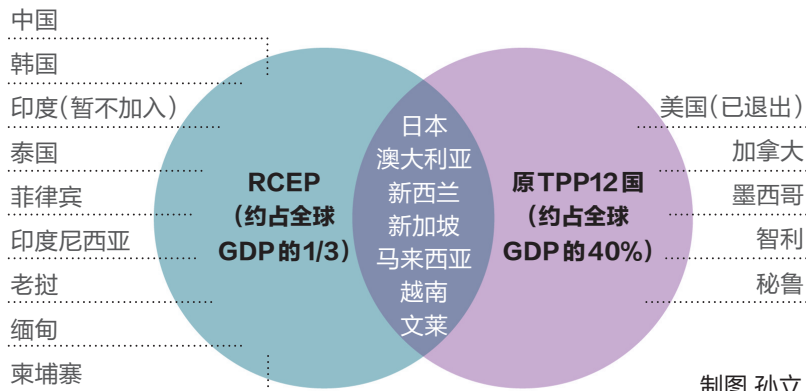 中国
韩国
印度(暂不加入)
泰国
菲律宾
印度尼西亚
老挝
缅甸
柬埔寨
RCEP
(约占全球
GDP的1/3)
日本
澳大利亚
新西兰
新加坡
马来西亚
越南
文莱
原TPP12国
(约占全球
GDP的40%)
美国(已退出)
加拿大
墨西哥
智利
秘鲁
制图 孙立